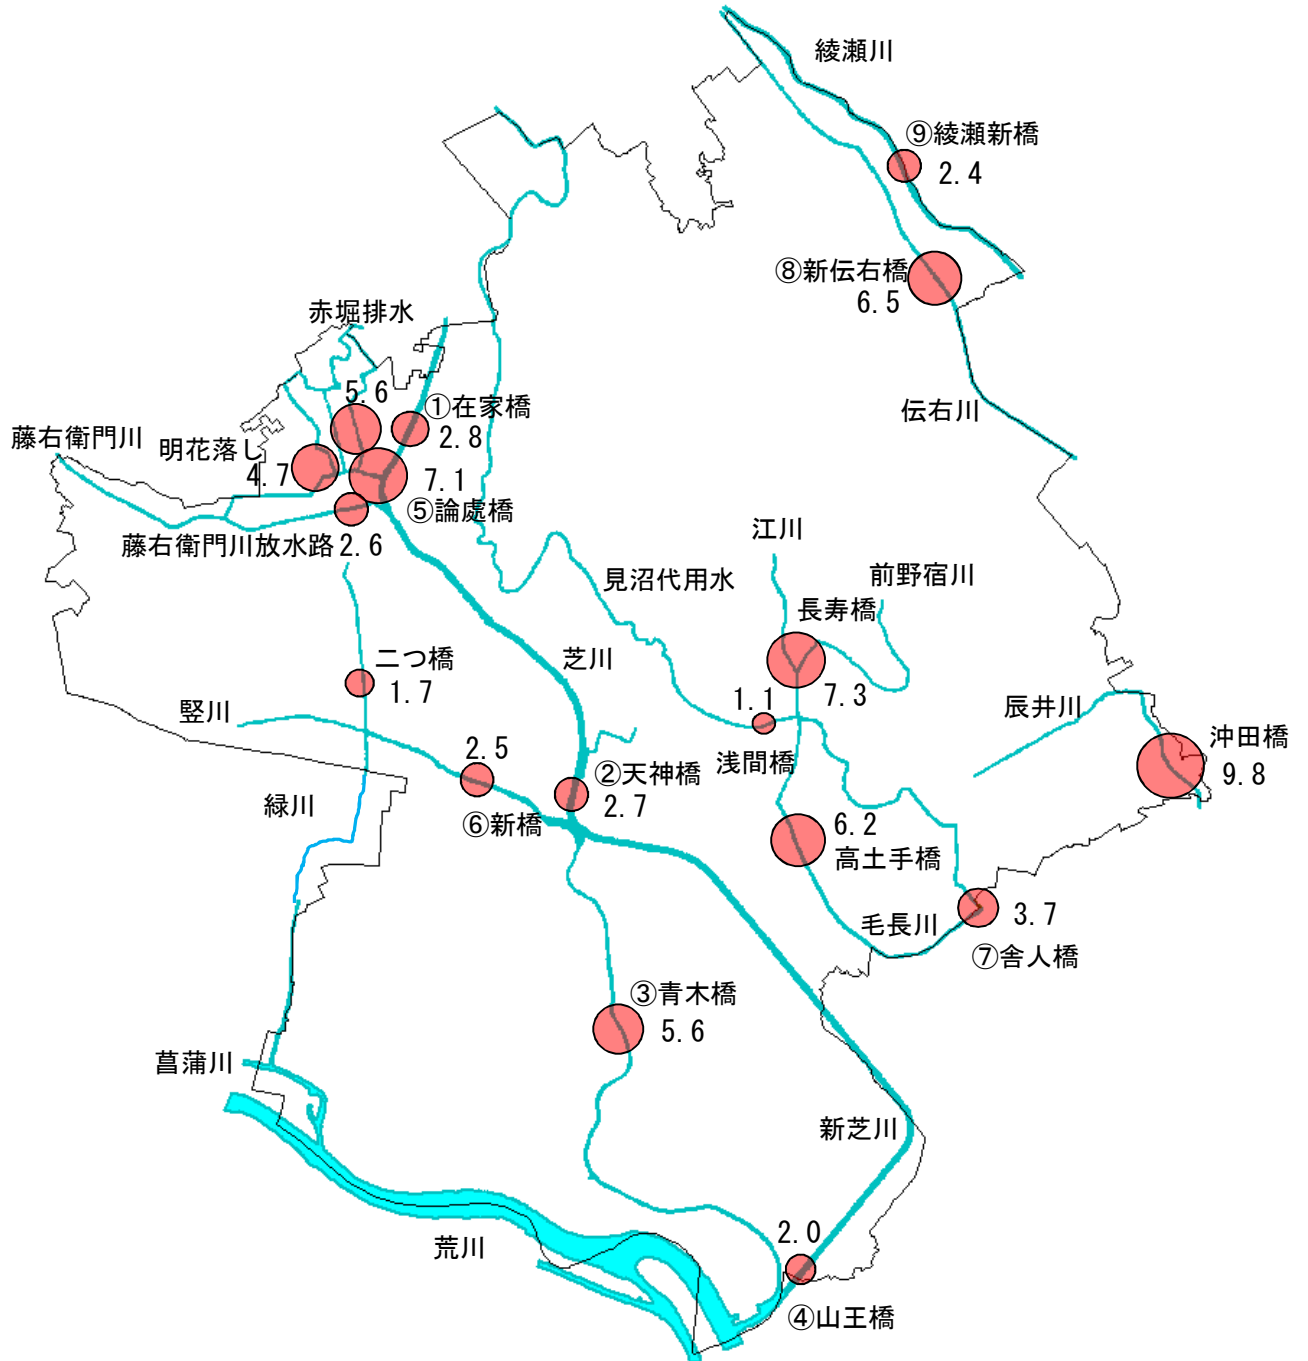 綾瀬川
⑨綾瀬新橋
2.4
⑧新伝右橋
6.5
赤堀排水
5.6
①在家橋
2.8
伝右川
藤右衛門川
明花落し
4.7
7.1
⑤論處橋
藤右衛門川放水路
2.6
江川
見沼代用水
前野宿川
長寿橋
7.3
二つ橋
1.7
芝川
竪川
1.1
浅間橋
辰井川
沖田橋
9.8
2.5
⑥新橋
②天神橋
2.7
緑川
6.2
高土手橋
毛長川
3.7
⑦舎人橋
③青木橋
5.6
菖蒲川
新芝川
荒川
2.0
④山王橋